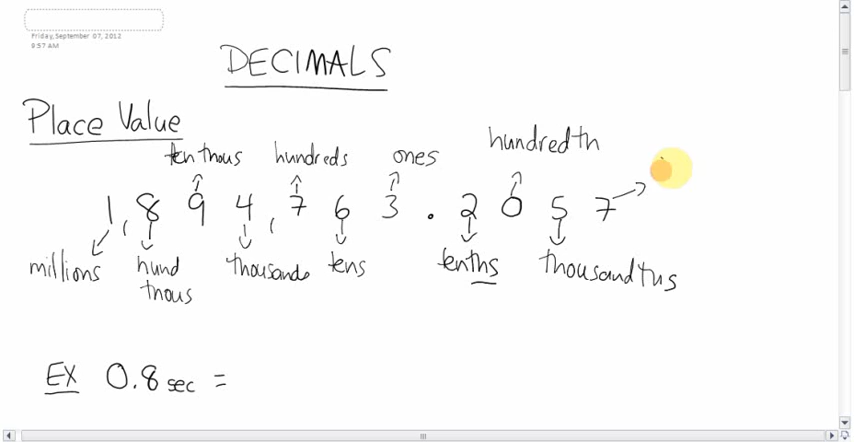 Friday, September 07, 2012
9:57 AM
DECIMALS
Place Value
ten thous hundreds ones hundredth
1,894,763.2057
millions hund thous thousands tens tenths thousandths
EX 0.8 sec =